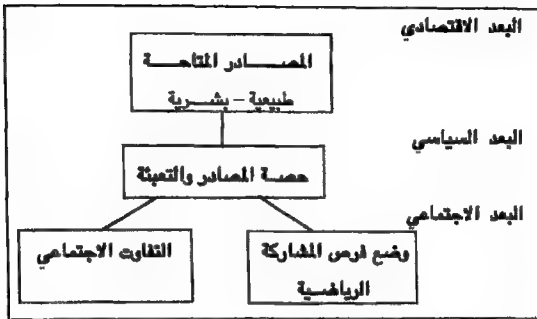 البعد الاقتصادي
المصادر المتاحة
طبيعية – بشرية
البعد السياسي
حصة المصادر والتعبئة
البعد الاجتماعي
وضع فرص المشاركة
الرياضية
التفاوت الاجتماعي